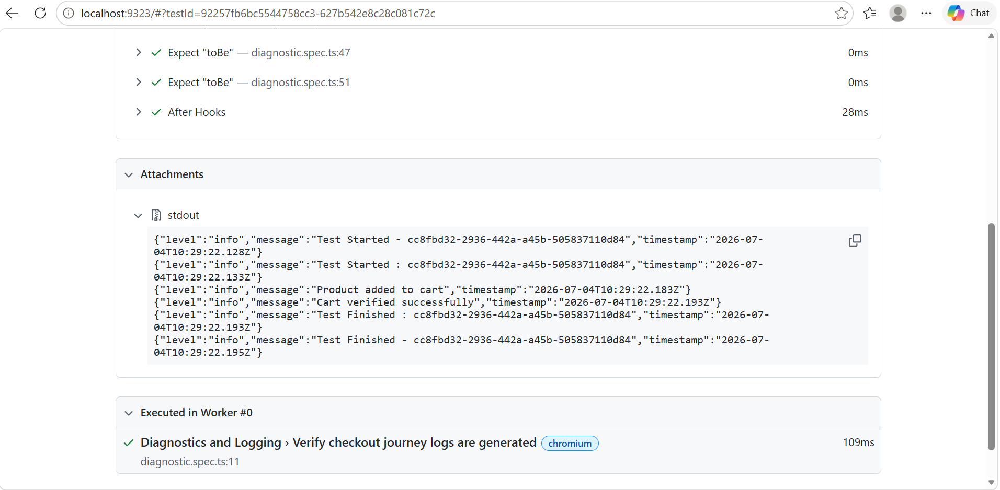 localhost:9323/#?testId=92257fb6bc5544758cc3-627b542e8c28c081c72c
Chat
Expect "toBe" — diagnostic.spec.ts:47
0ms
Expect "toBe" — diagnostic.spec.ts:51
0ms
After Hooks
28ms
Attachments
stdout
{"level":"info","message":"Test Started - cc8fbd32-2936-442a-a45b-505837110d84","timestamp":"2026-07-
04T10:29:22.128Z"}
{"level":"info","message":"Test Started : cc8fbd32-2936-442a-a45b-505837110d84","timestamp":"2026-07-
04T10:29:22.133Z"}
{"level":"info","message":"Product added to cart","timestamp":"2026-07-04T10:29:22.183Z"}
{"level":"info","message":"Cart verified successfully","timestamp":"2026-07-04T10:29:22.193Z"}
{"level":"info","message":"Test Finished : cc8fbd32-2936-442a-a45b-505837110d84","timestamp":"2026-07-
04T10:29:22.193Z"}
{"level":"info","message":"Test Finished - cc8fbd32-2936-442a-a45b-505837110d84","timestamp":"2026-07-
04T10:29:22.195Z"}
Executed in Worker #0
Diagnostics and Logging › Verify checkout journey logs are generated chromium
109ms
diagnostic.spec.ts:11